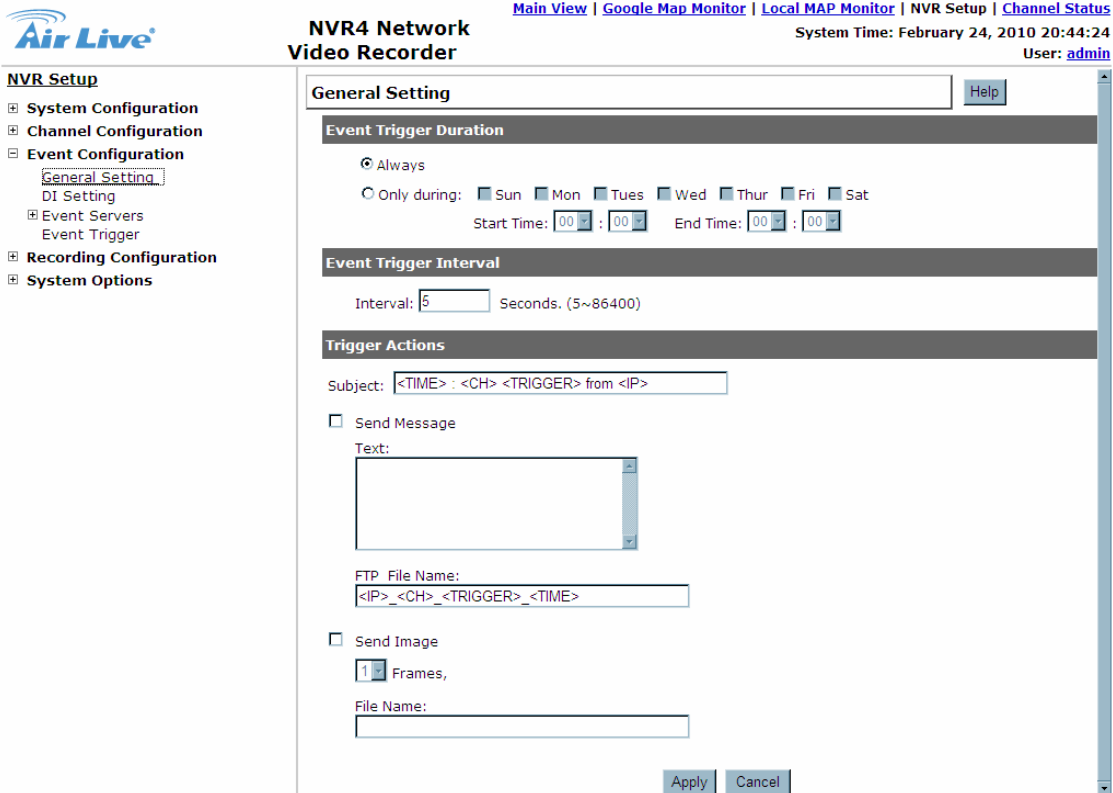 Air Live®
NVR4 Network
Video Recorder
Main View | Google Map Monitor | Local MAP Monitor | NVR Setup | Channel Status
System Time: February 24, 2010 20:44:24
User: admin
NVR Setup
System Configuration
Channel Configuration
Event Configuration
General Setting
DI Setting
Event Servers
Event Trigger
Recording Configuration
System Options
General Setting
Help
Event Trigger Duration
Always
Only during: Sun Mon Tues Wed Thur Fri Sat
Start Time: 00 : 00 End Time: 00 : 00
Event Trigger Interval
Interval: 5 Seconds. (5~86400)
Trigger Actions
Subject: <TIME> : <CH> <TRIGGER> from <IP>
Send Message
Text:
FTP File Name:
<IP>_<CH>_<TRIGGER>_<TIME>
Send Image
1 Frames,
File Name:
Apply Cancel